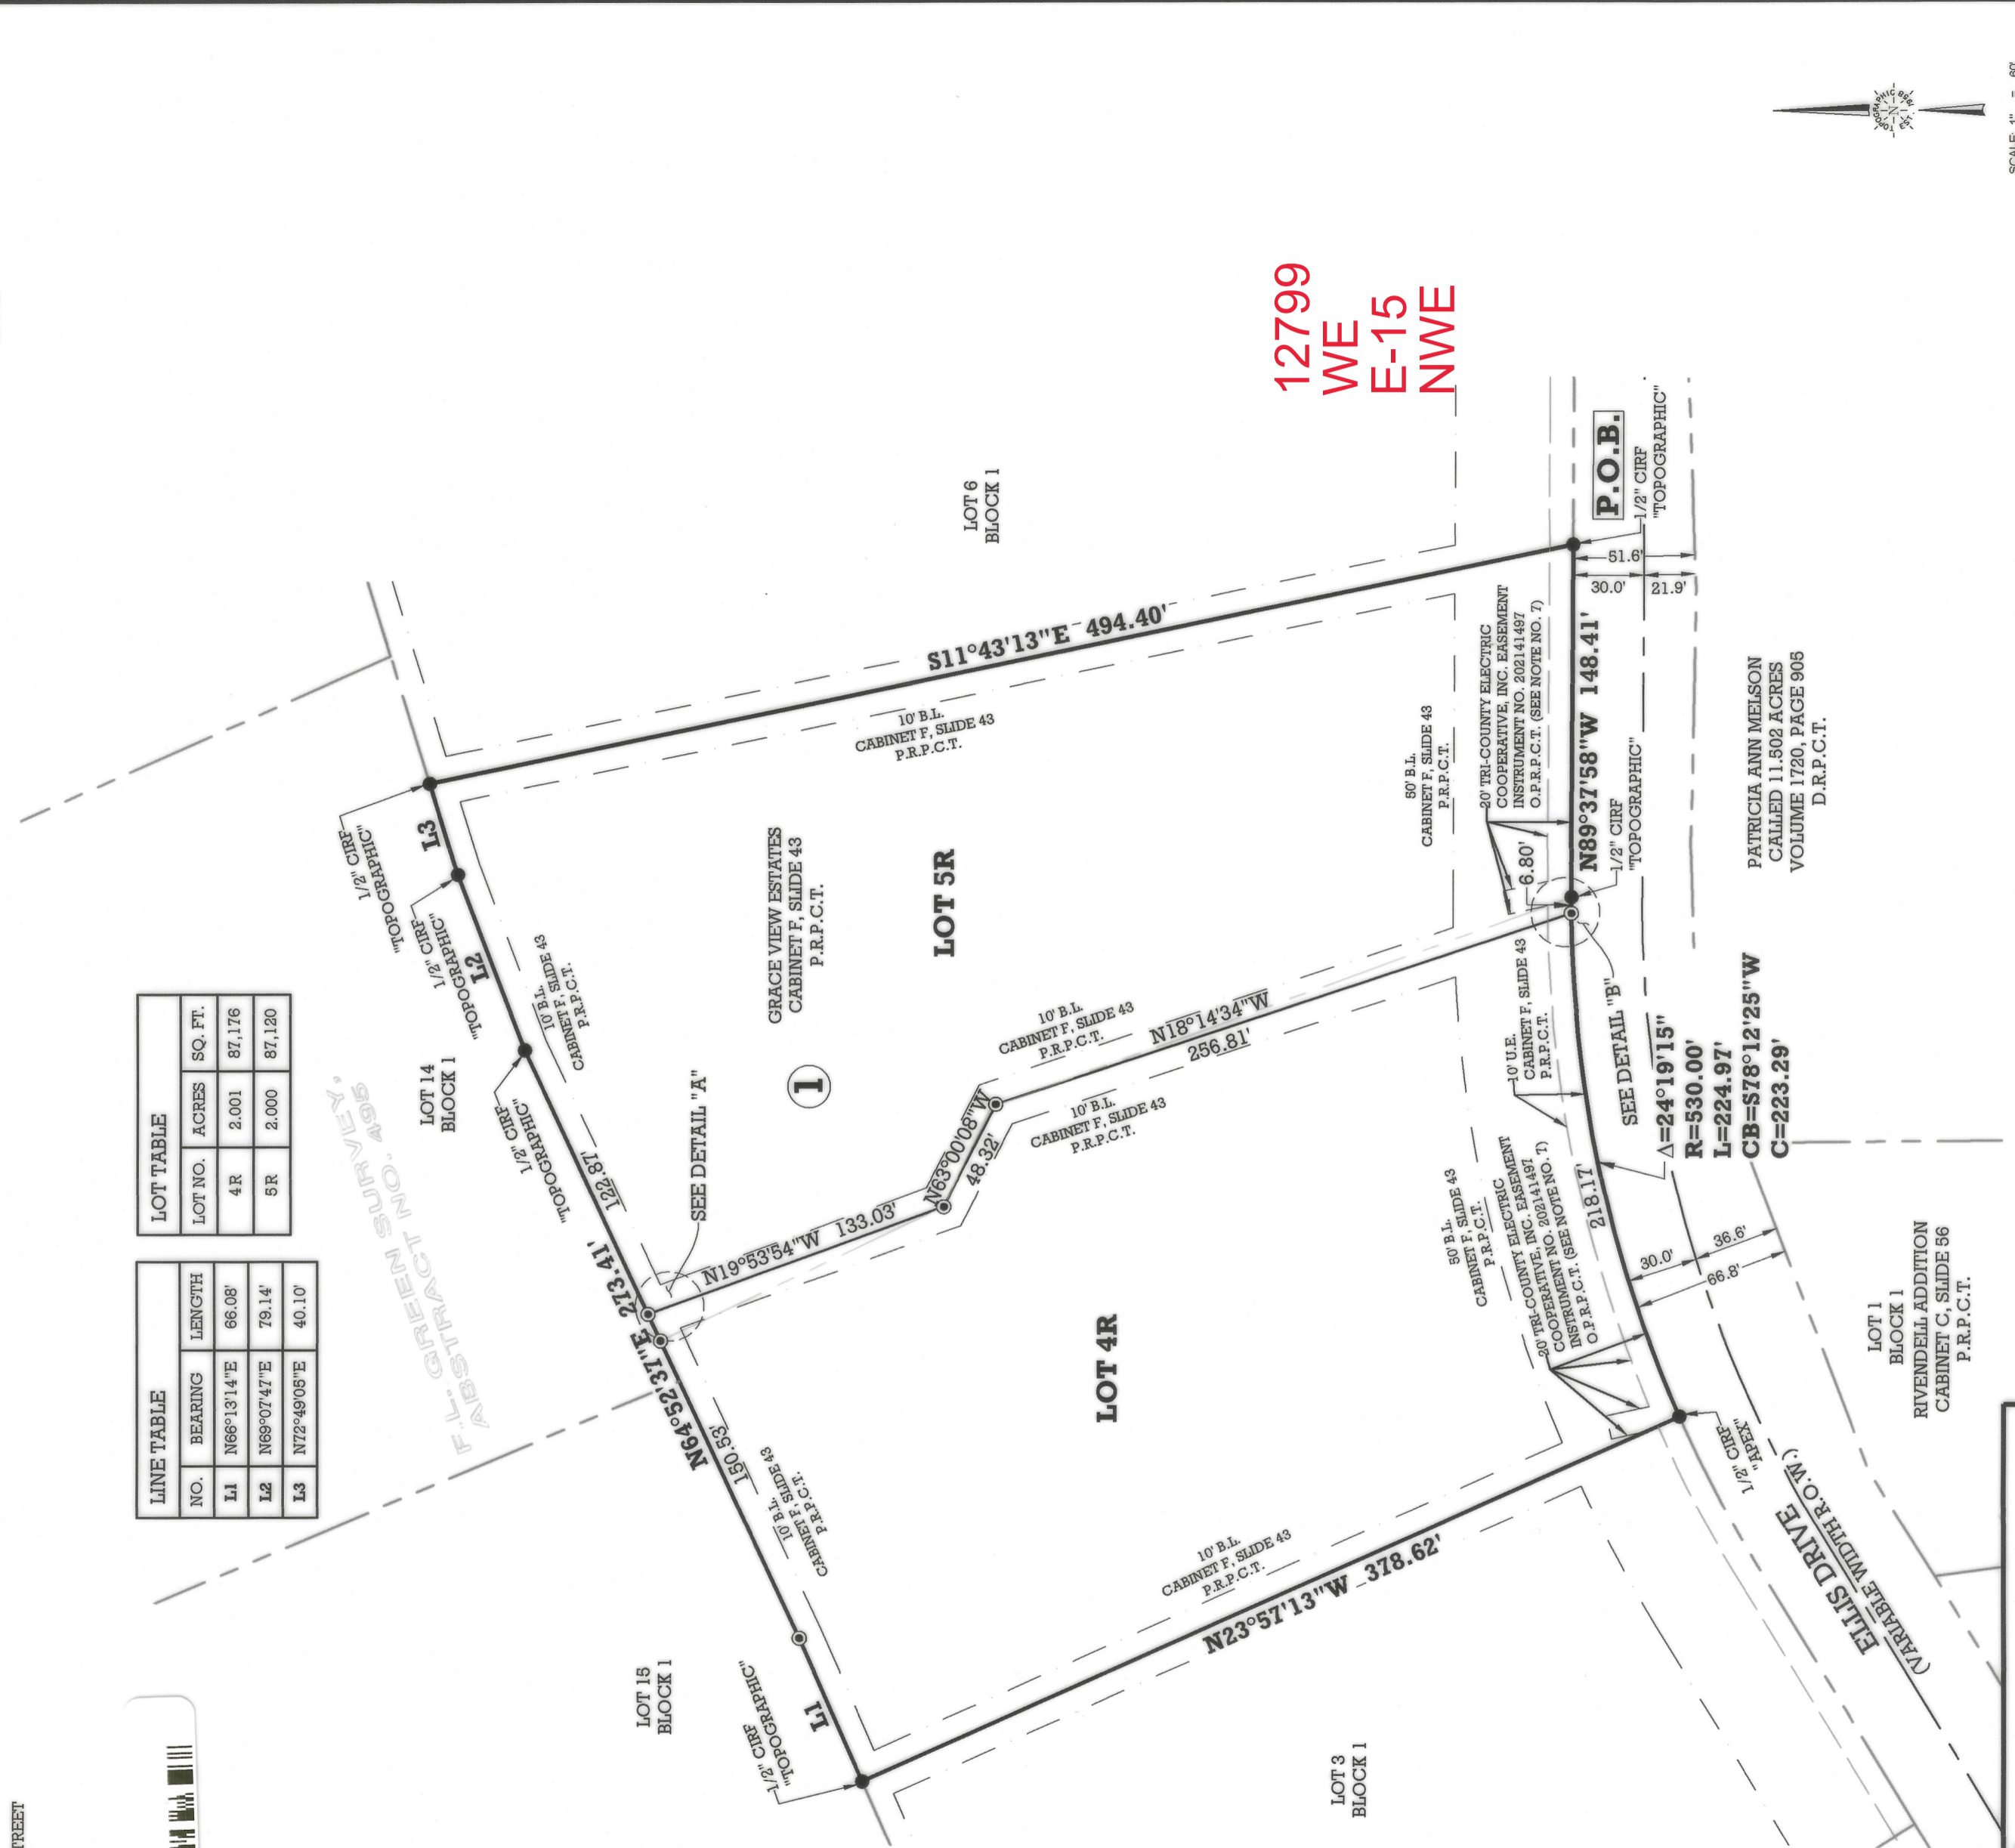 LINE TABLE
NO. BEARING LENGTH
L1 N66°13'14"E 66.08'
L2 N69°07'47"E 79.14'
L3 N72°49'05"E 40.10'
LOT TABLE
LOT NO. ACRES SQ. FT.
4R 2.001 87,176
5R 2.000 87,120
F.L. GREEN SURVEY,
ABSTRACT NO. 495
LOT 14
BLOCK 1
LOT 15
BLOCK 1
LOT 6
BLOCK 1
LOT 3
BLOCK 1
1/2" CIRF
"TOPOGRAPHIC"
L3
1/2" CIRF
"TOPOGRAPHIC"
L2
1/2" CIRF
"TOPOGRAPHIC"
122.87'
N64°52'37"E 273.41'
150.53'
L1
1/2" CIRF
"TOPOGRAPHIC"
10' B.L.
CABINET F, SLIDE 43
P.R.P.C.T.
10' B.L.
CABINET F, SLIDE 43
P.R.P.C.T.
SEE DETAIL "A"
GRACE VIEW ESTATES
CABINET F, SLIDE 43
P.R.P.C.T.
1
LOT 5R
LOT 4R
S11°43'13"E 494.40'
10' B.L.
CABINET F, SLIDE 43
P.R.P.C.T.
N19°53'54"W 133.03'
N63°00'08"W
48.32'
10' B.L.
CABINET F, SLIDE 43
P.R.P.C.T.
N18°14'34"W
256.81'
10' B.L.
CABINET F, SLIDE 43
P.R.P.C.T.
10' B.L.
CABINET F, SLIDE 43
P.R.P.C.T.
N23°57'13"W 378.62'
50' B.L.
CABINET F, SLIDE 43
P.R.P.C.T.
20' TRI-COUNTY ELECTRIC
COOPERATIVE, INC. EASEMENT
INSTRUMENT NO. 202141497
O.P.R.P.C.T. (SEE NOTE NO. 7)
50' B.L.
CABINET F, SLIDE 43
P.R.P.C.T.
20' TRI-COUNTY ELECTRIC
COOPERATIVE, INC. EASEMENT
INSTRUMENT NO. 202141497
O.P.R.P.C.T. (SEE NOTE NO. 7)
10' U.E.
CABINET F, SLIDE 43
P.R.P.C.T.
6.80'
N89°37'58"W 148.41'
1/2" CIRF
"TOPOGRAPHIC"
P.O.B.
1/2" CIRF
"TOPOGRAPHIC"
51.6'
30.0'
21.9'
SEE DETAIL "B"
218.17'
Δ=24°19'15"
R=530.00'
L=224.97'
CB=S78°12'25"W
C=223.29'
30.0'
36.6'
66.8'
1/2" CIRF
"APEX"
ELLIS DRIVE
(VARIABLE WIDTH R.O.W.)
PATRICIA ANN MELSON
CALLED 11.502 ACRES
VOLUME 1720, PAGE 905
D.R.P.C.T.
LOT 1
BLOCK 1
RIVENDELL ADDITION
CABINET C, SLIDE 56
P.R.P.C.T.
12799
WE
E-15
NWE
TOPOGRAPHIC
N
EST. 1958